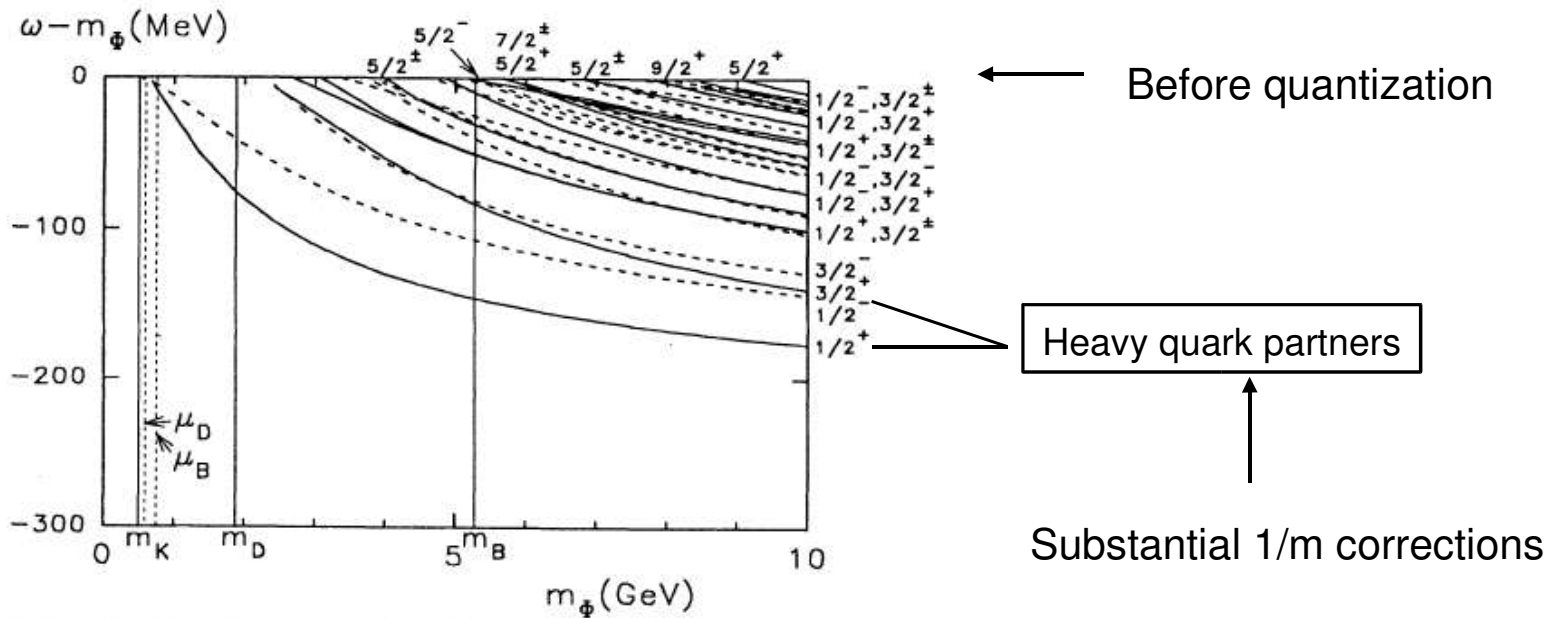 ω−m_Φ(MeV)
5/2⁻ 7/2±
5/2± 5/2⁺ 5/2± 9/2⁺ 5/2⁺
0
Before quantization
1/2⁻,3/2±
1/2⁻,3/2⁺
1/2⁺,3/2±
1/2⁻,3/2⁻
1/2⁻,3/2⁺
1/2⁺,3/2±
−100
3/2⁻
3/2⁺
1/2⁻
1/2⁺
Heavy quark partners
−200
μ_D
μ_B
−300
0 m_K m_D 5 m_B 10
Substantial 1/m corrections
m_Φ(GeV)